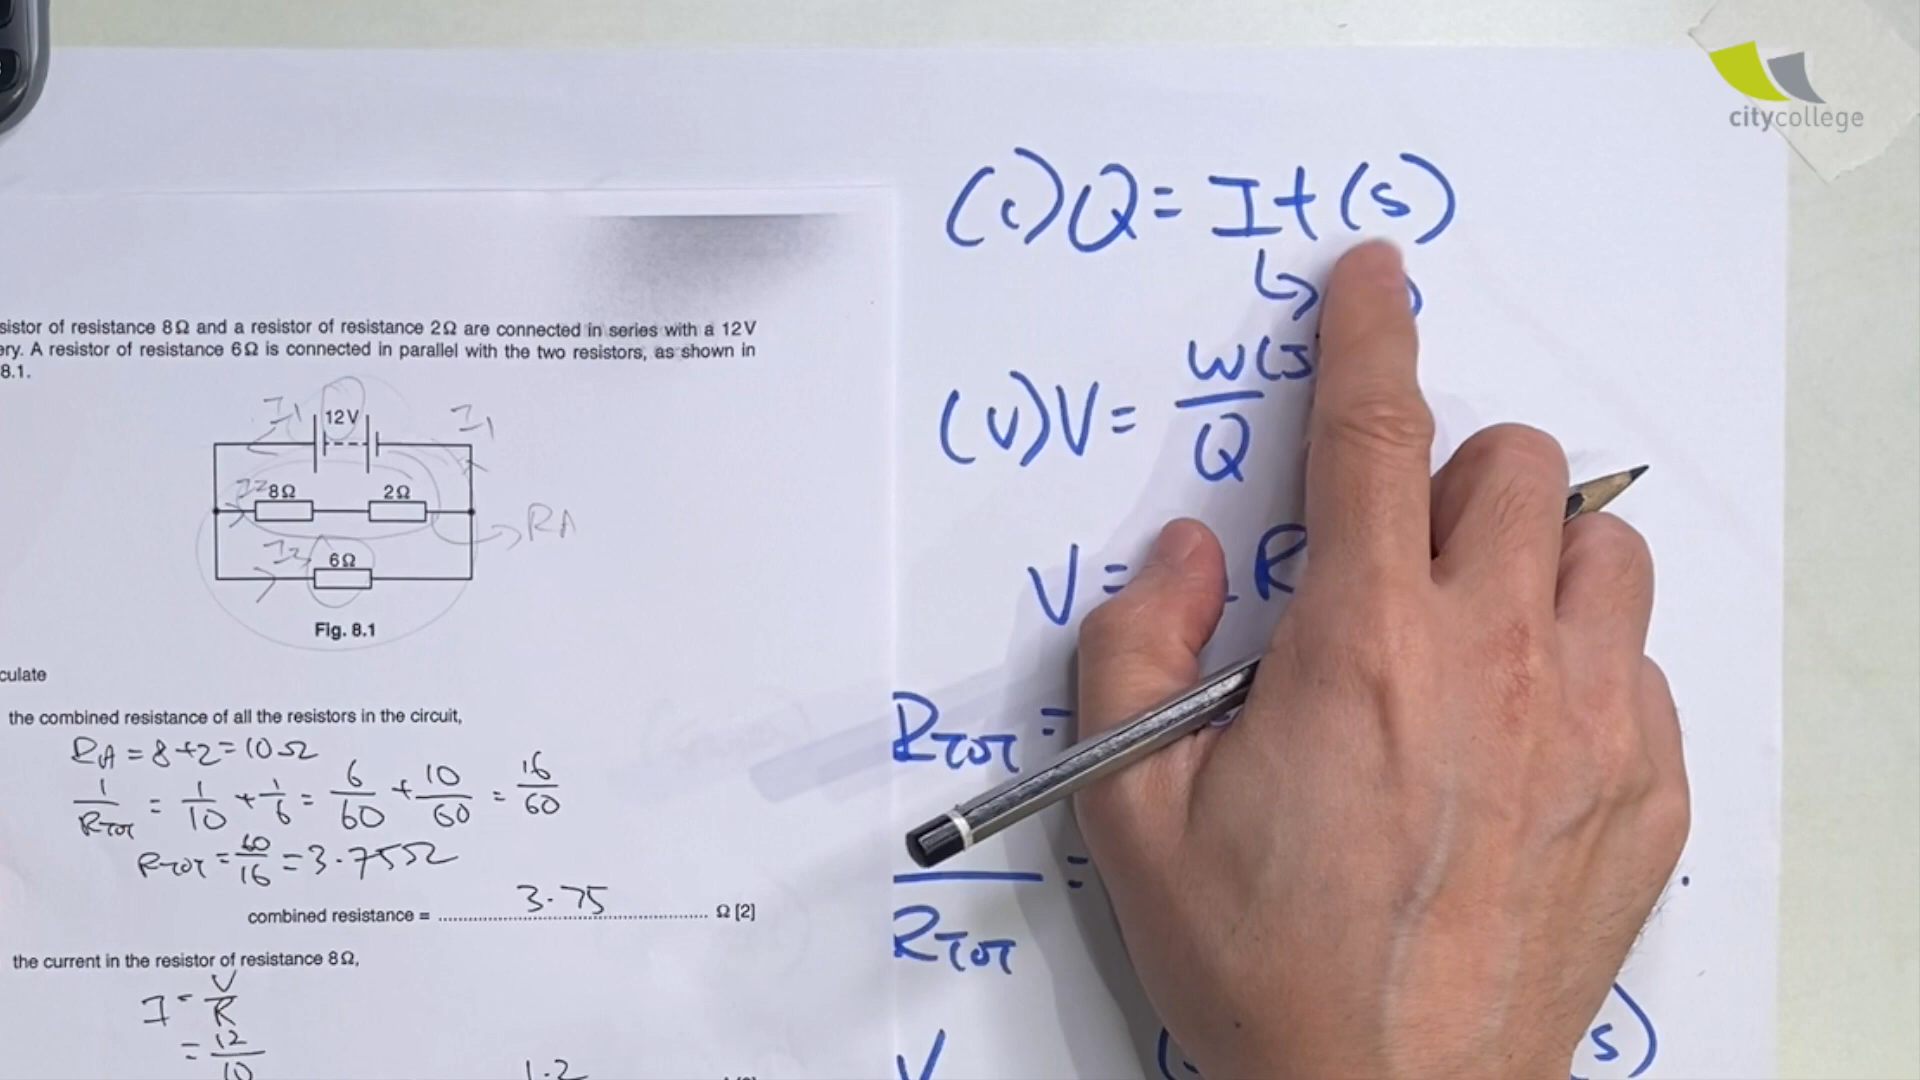 citycollege
(C) Q = It (s)
(V) V = W (J
Q
V = R
RTOT =
=
RTOT
V
s)
sistor of resistance 8Ω and a resistor of resistance 2Ω are connected in series with a 12V
ery. A resistor of resistance 6Ω is connected in parallel with the two resistors, as shown in
8.1.
I1 12V I1
I2 8Ω 2Ω
RA
I3 6Ω
Fig. 8.1
culate
the combined resistance of all the resistors in the circuit,
RA = 8+2 = 10Ω
1/RTOT = 1/10 + 1/6 = 6/60 + 10/60 = 16/60
RTOT = 60/16 = 3.75Ω
combined resistance = 3.75 Ω [2]
the current in the resistor of resistance 8Ω,
I = V/R
= 12/10
1.2